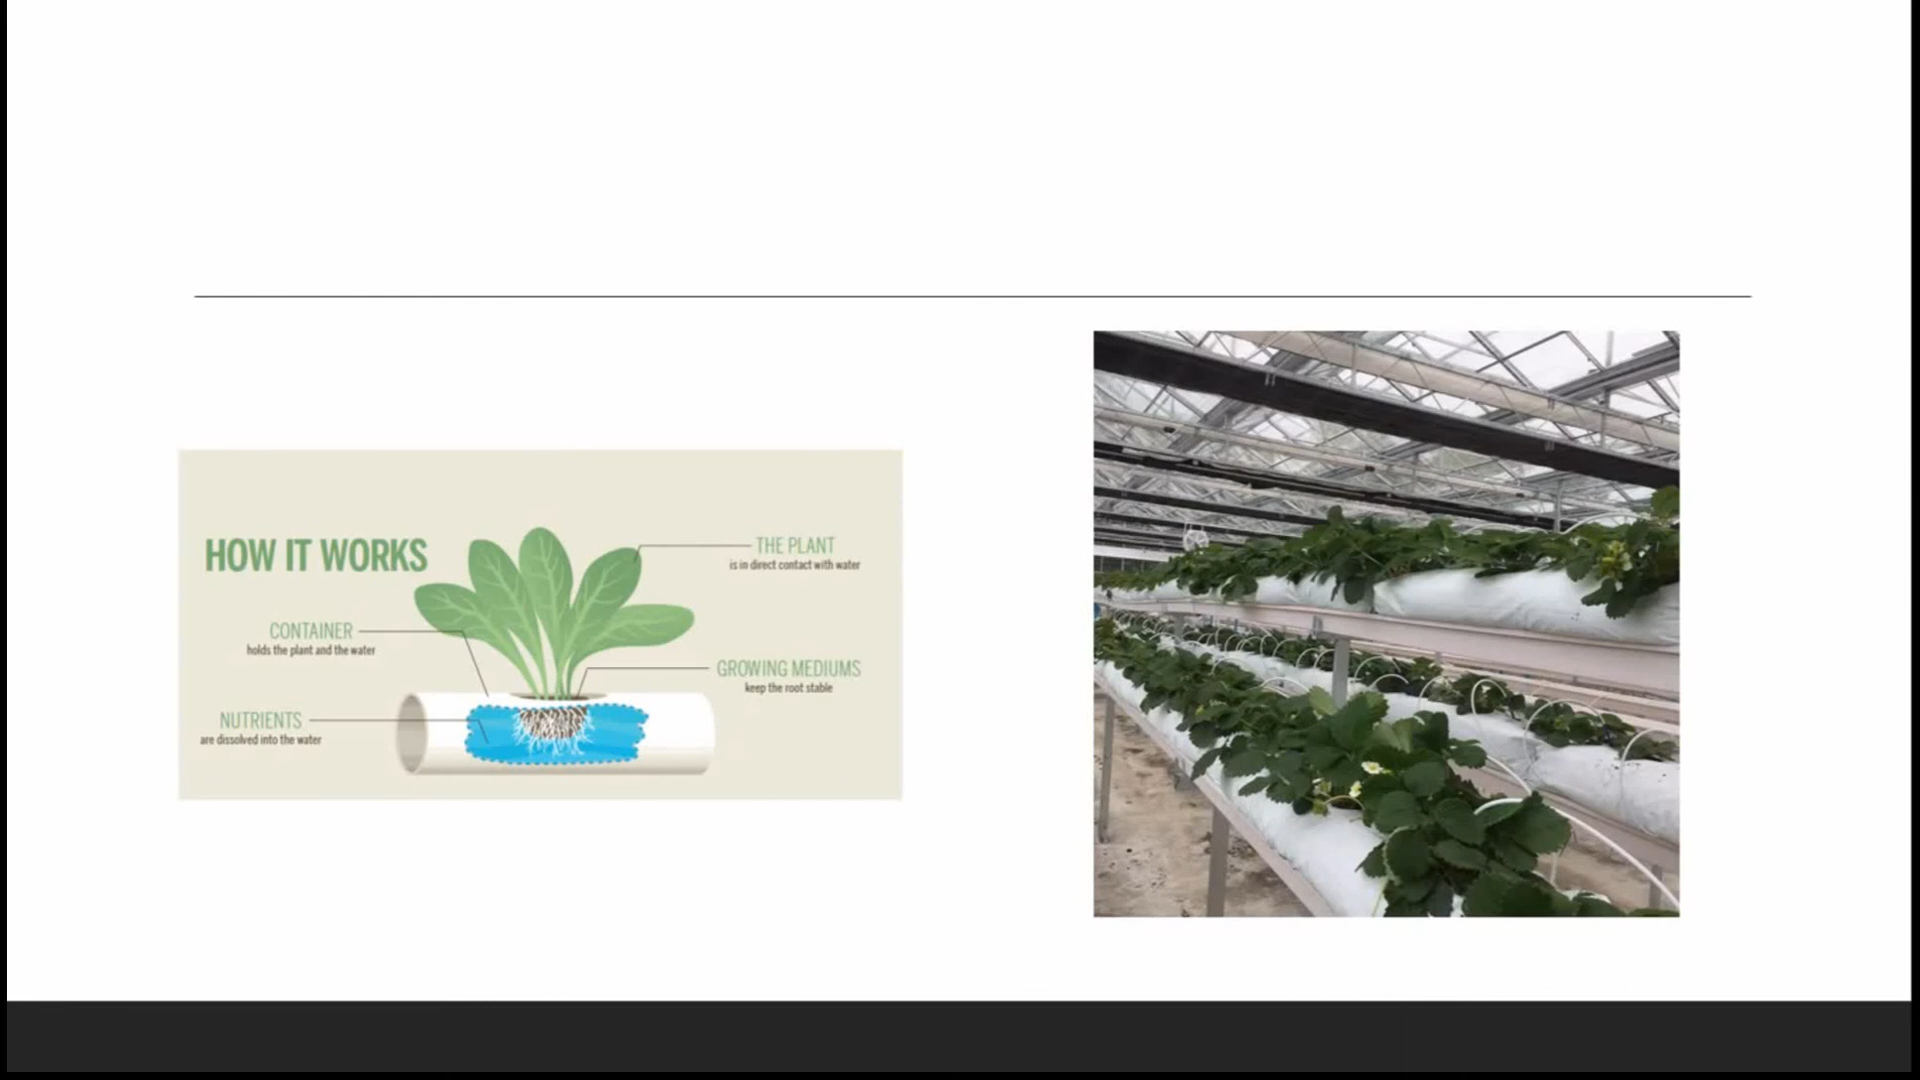 HOW IT WORKS
THE PLANT
is in direct contact with water
CONTAINER
holds the plant and the water
GROWING MEDIUMS
keep the root stable
NUTRIENTS
are dissolved into the water